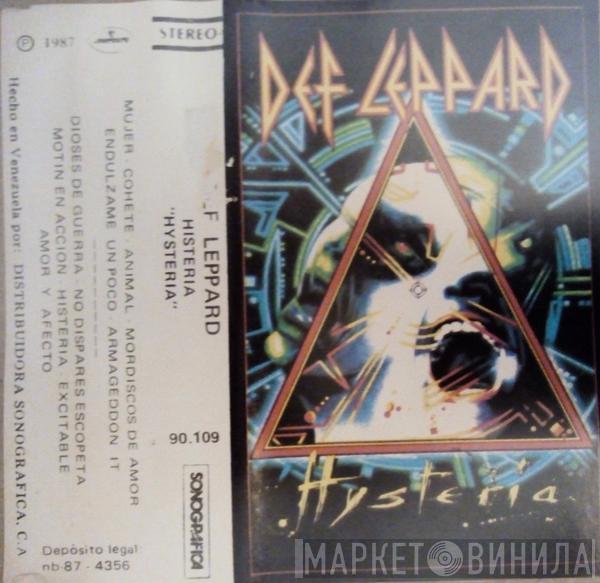 ℗ 1987 mercury STEREO
MUJER · COHETE · ANIMAL · MORDISCOS DE AMOR
ENDULZAME UN POCO · ARMAGEDDON IT
----------
DIOSES DE GUERRA · NO DISPARES ESCOPETA
MOTIN EN ACCION · HISTERIA · EXCITABLE
AMOR Y AFECTO
Hecho en Venezuela por: DISTRIBUIDORA SONOGRAFICA, C.A
Depósito legal:
nb-87-4356
F LEPPARD
HISTERIA
"HYSTERIA"
90.109
SONOGRAFICA
DEF LEPPARD
Hysteria
МАРКЕТ ВИНИЛА